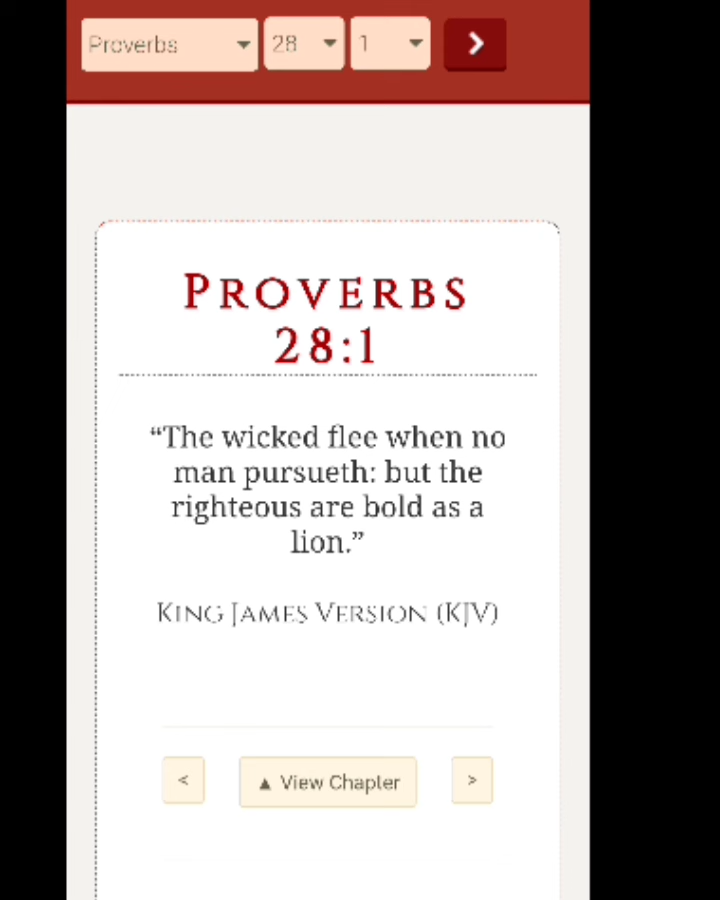 Proverbs 28 1
PROVERBS
28:1
“The wicked flee when no
man pursueth: but the
righteous are bold as a
lion.”
KING JAMES VERSION (KJV)
< ▲ View Chapter >